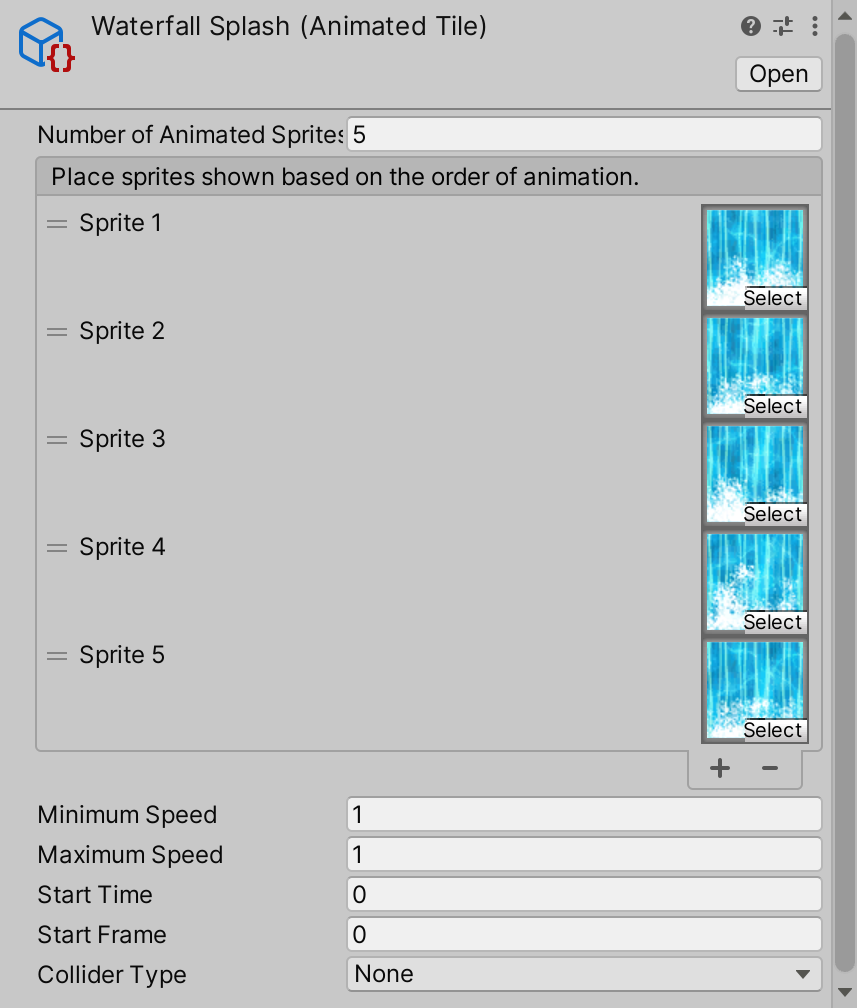 Waterfall Splash (Animated Tile)
Open
Number of Animated Sprites 5
Place sprites shown based on the order of animation.
Sprite 1
Select
Sprite 2
Select
Sprite 3
Select
Sprite 4
Select
Sprite 5
Select
Minimum Speed 1
Maximum Speed 1
Start Time 0
Start Frame 0
Collider Type None